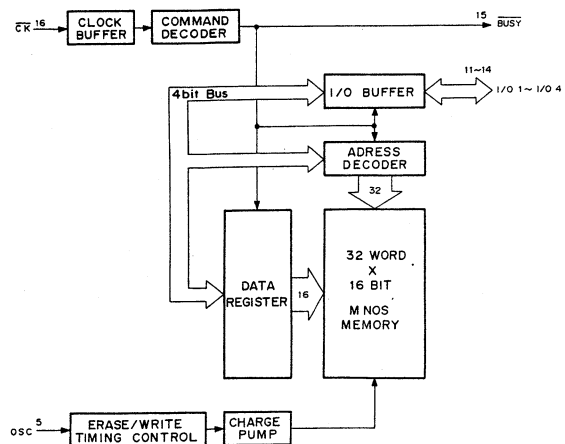 CK 16
CLOCK
BUFFER
COMMAND
DECODER
15
BUSY
4bit Bus
I/O BUFFER
11~14
I/O 1~ I/O 4
ADRESS
DECODER
32
DATA
REGISTER
16
32 WORD
X
16 BIT
M NOS
MEMORY
OSC 5
ERASE/WRITE
TIMING CONTROL
CHARGE
PUMP